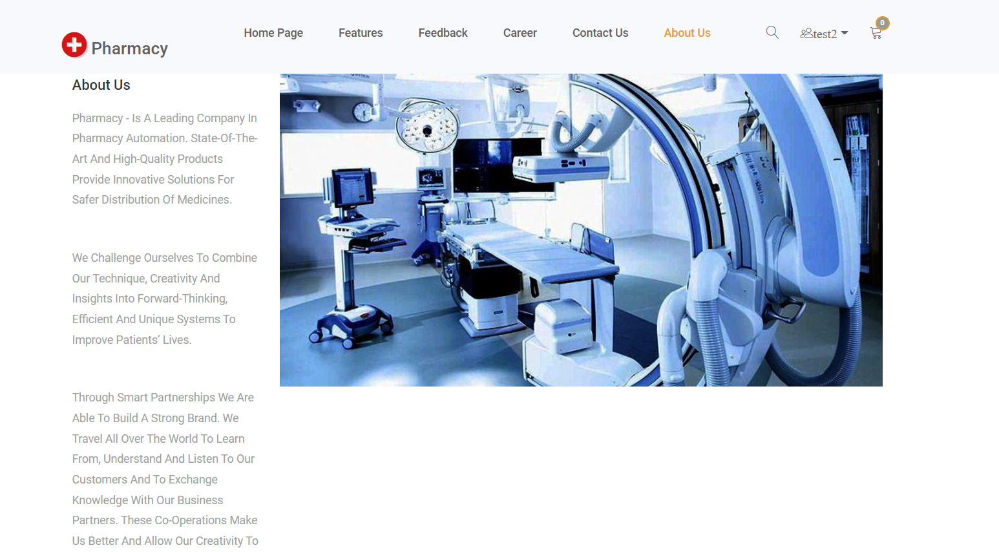 Pharmacy
Home Page
Features
Feedback
Career
Contact Us
About Us
test2
0
About Us
Pharmacy - Is A Leading Company In
Pharmacy Automation. State-Of-The-
Art And High-Quality Products
Provide Innovative Solutions For
Safer Distribution Of Medicines.
We Challenge Ourselves To Combine
Our Technique, Creativity And
Insights Into Forward-Thinking,
Efficient And Unique Systems To
Improve Patients’ Lives.
Through Smart Partnerships We Are
Able To Build A Strong Brand. We
Travel All Over The World To Learn
From, Understand And Listen To Our
Customers And To Exchange
Knowledge With Our Business
Partners. These Co-Operations Make
Us Better And Allow Our Creativity To